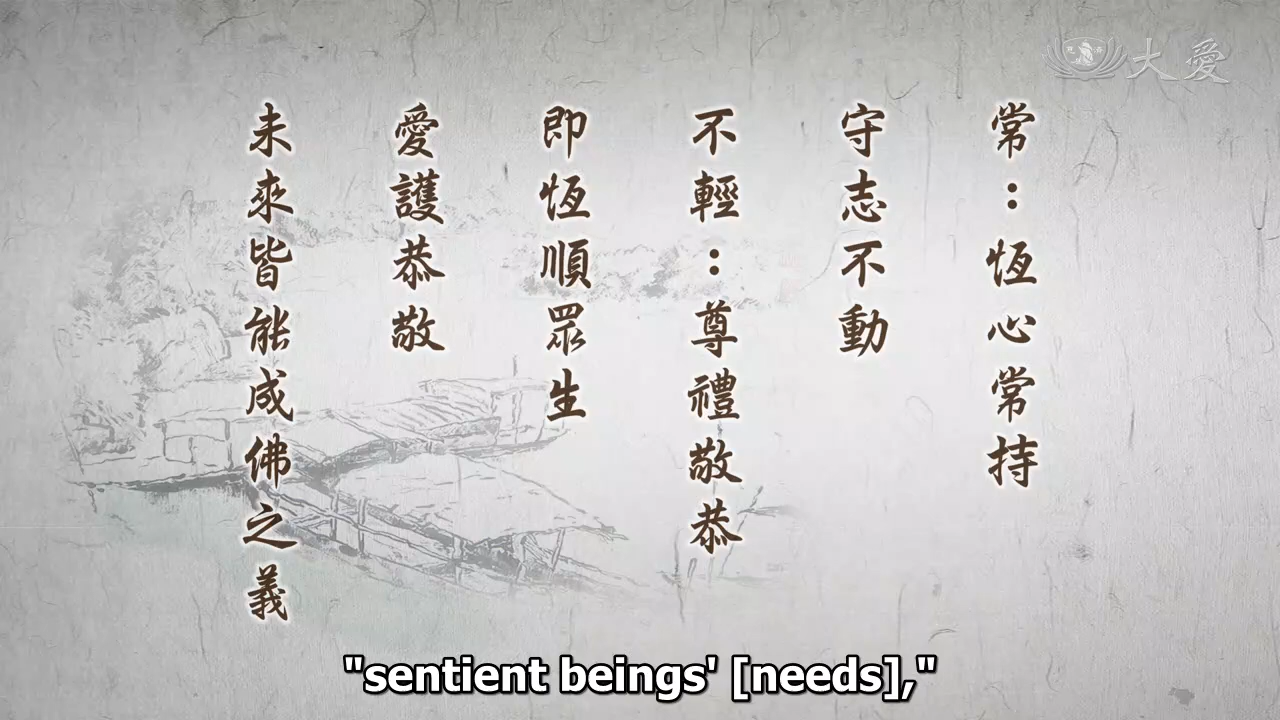 大愛
常：恆心常持
守志不動
不輕：尊禮敬恭
即恆順眾生
愛護恭敬
未來皆能成佛之義
"sentient beings' [needs],"